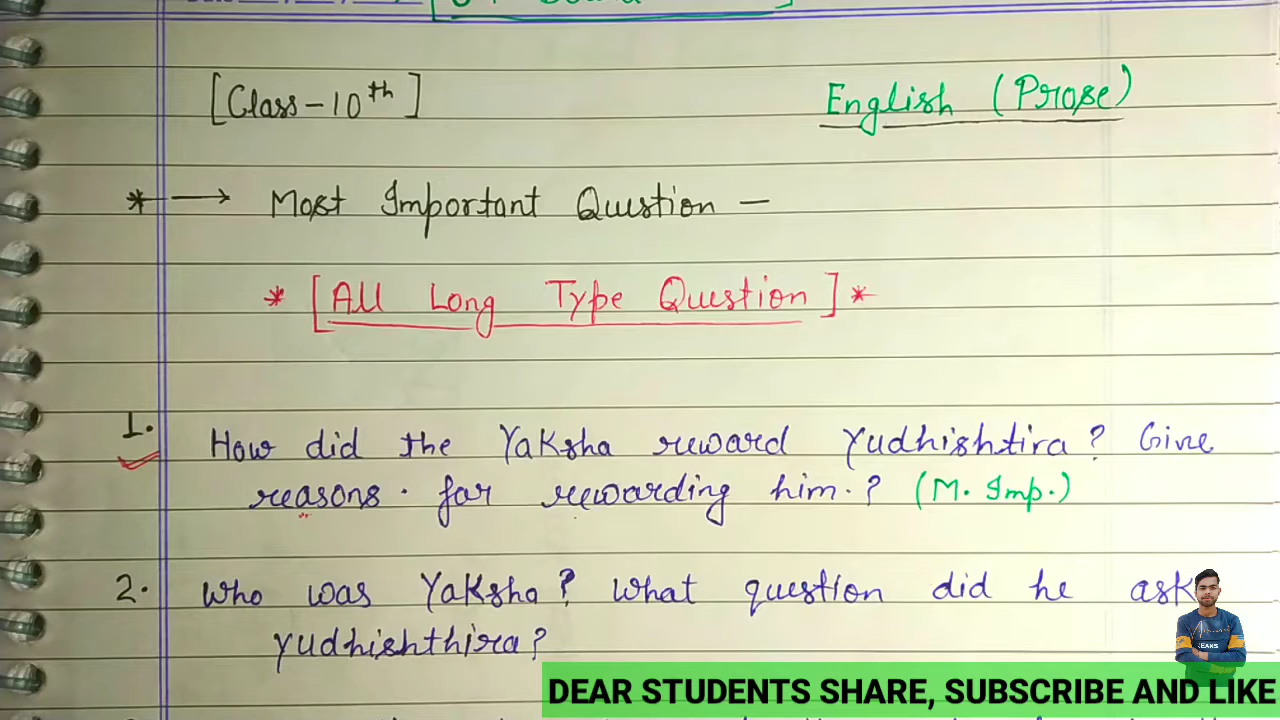 [Class-10th]
English (Prose)
* → Most Important Question -
* [All Long Type Question] *
1. How did the Yaksha reward Yudhishtira? Give
reasons. for rewarding him.? (M. Imp.)
2. Who was Yaksha? What question did he ask
Yudhishthira?
DEAR STUDENTS SHARE, SUBSCRIBE AND LIKE